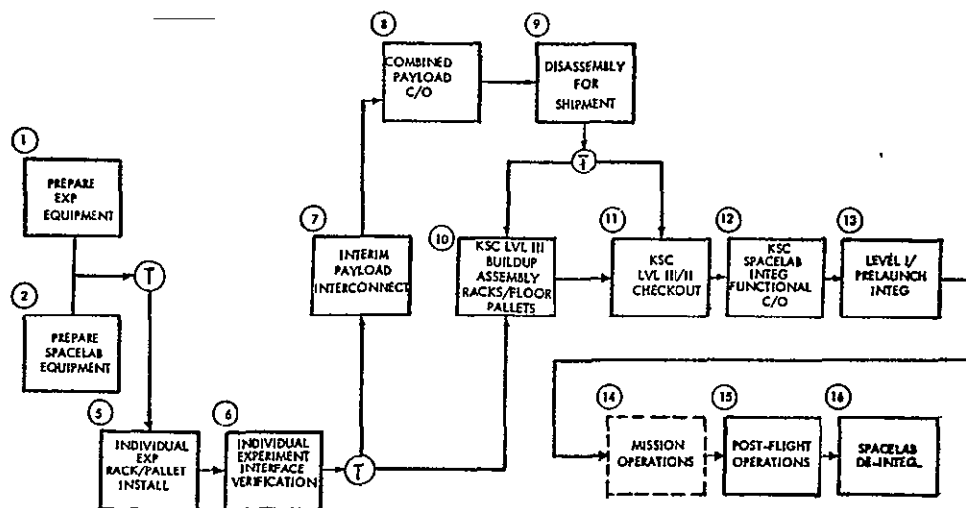 1
PREPARE
EXP
EQUIPMENT
2
PREPARE
SPACELAB
EQUIPMENT
T
5
INDIVIDUAL
EXP
RACK/PALLET
INSTALL
6
INDIVIDUAL
EXPERIMENT
INTERFACE
VERIFICATION
T
7
INTERIM
PAYLOAD
INTERCONNECT
8
COMBINED
PAYLOAD
C/O
9
DISASSEMBLY
FOR
SHIPMENT
T
10
KSC LVL III
BUILDUP
ASSEMBLY
RACKS/FLOOR
PALLETS
11
KSC
LVL III/II
CHECKOUT
12
KSC
SPACELAB
INTEG
FUNCTIONAL
C/O
13
LEVEL I/
PRELAUNCH
INTEG
14
MISSION
OPERATIONS
15
POST-FLIGHT
OPERATIONS
16
SPACELAB
DE-INTEG.